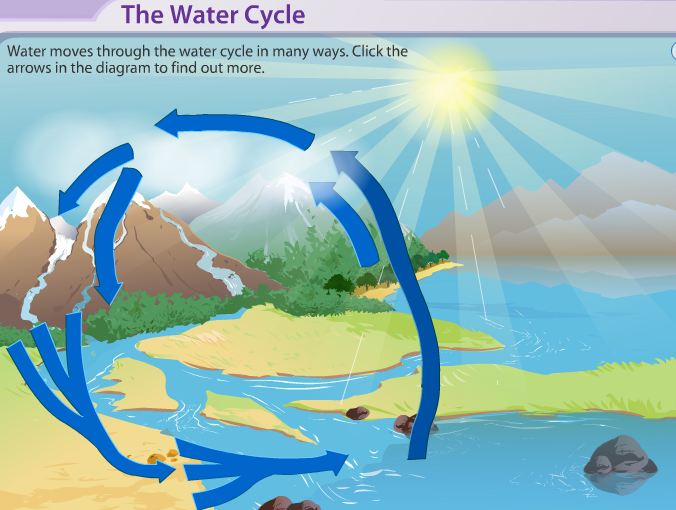 The Water Cycle
Water moves through the water cycle in many ways. Click the
arrows in the diagram to find out more.